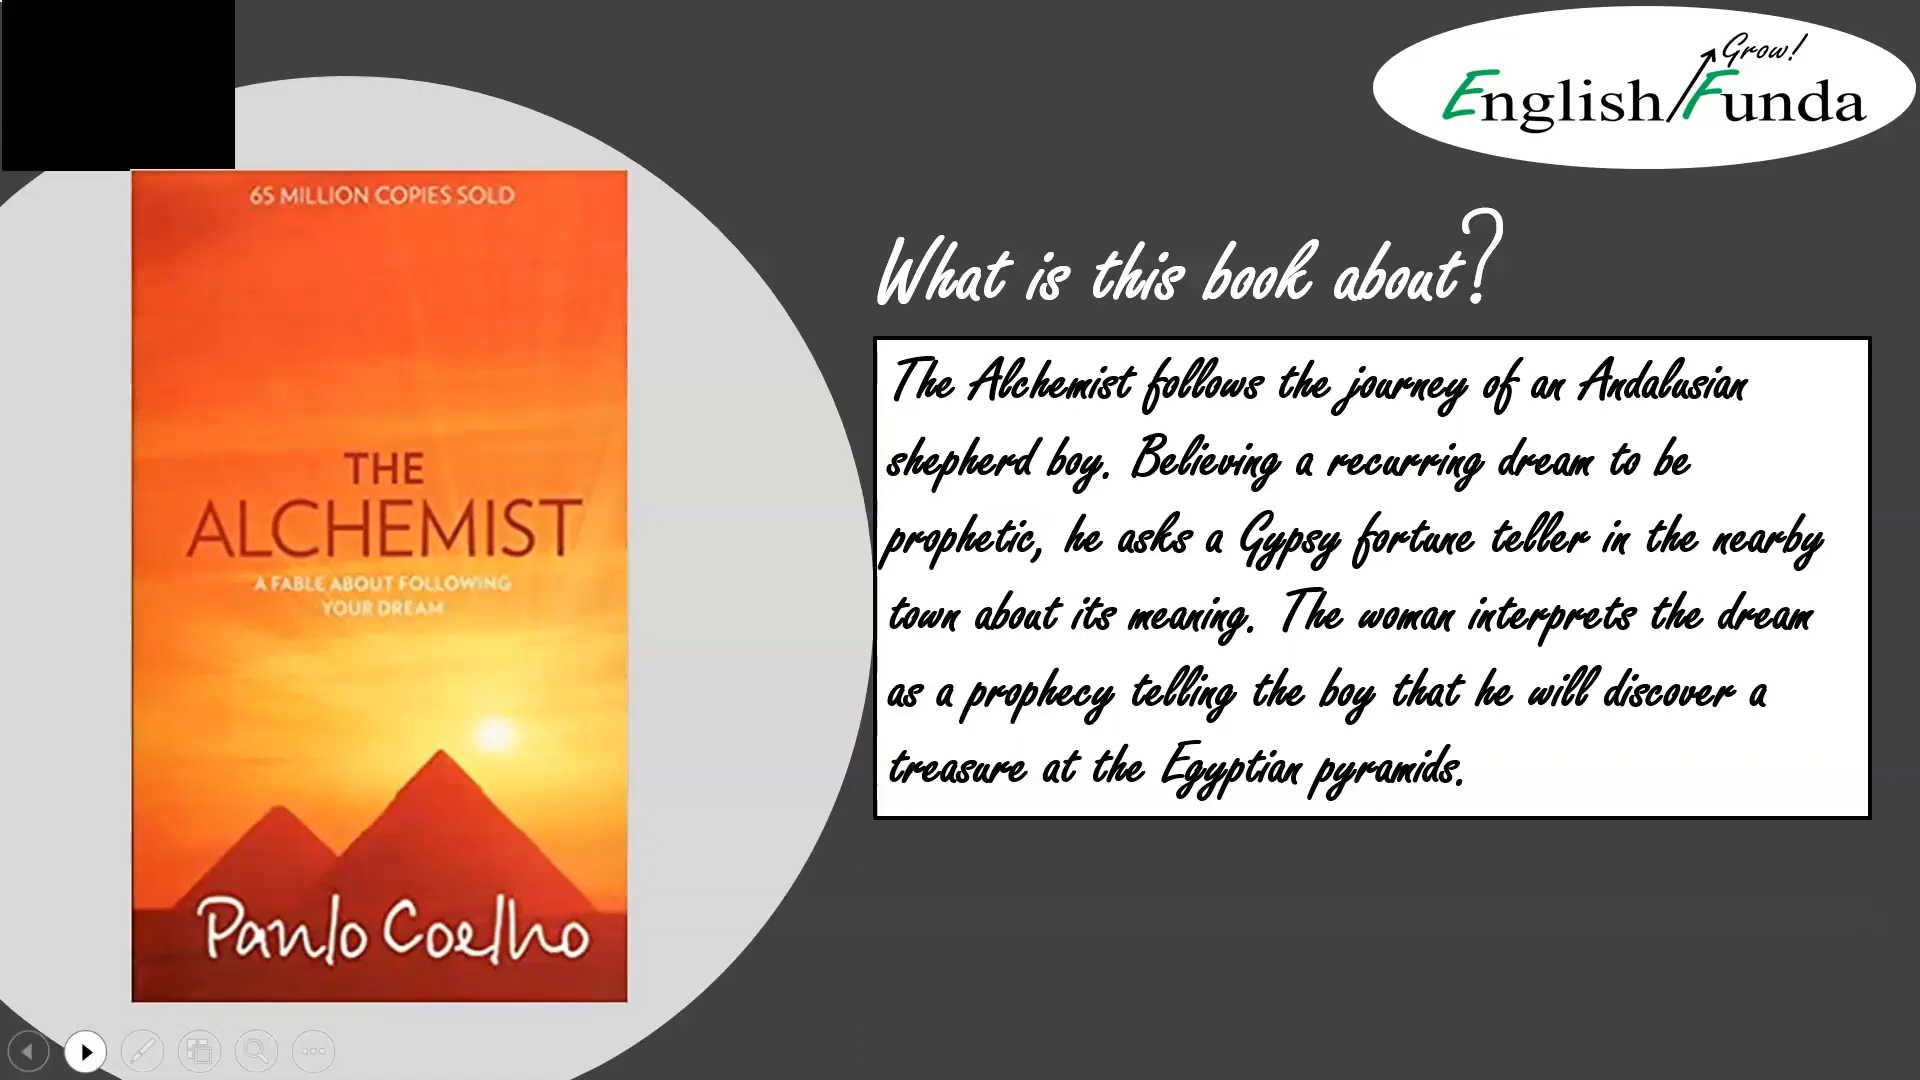 Grow!
English Funda
65 MILLION COPIES SOLD
THE
ALCHEMIST
A FABLE ABOUT FOLLOWING
YOUR DREAM
Paulo Coelho
What is this book about?
The Alchemist follows the journey of an Andalusian
shepherd boy. Believing a recurring dream to be
prophetic, he asks a Gypsy fortune teller in the nearby
town about its meaning. The woman interprets the dream
as a prophecy telling the boy that he will discover a
treasure at the Egyptian pyramids.